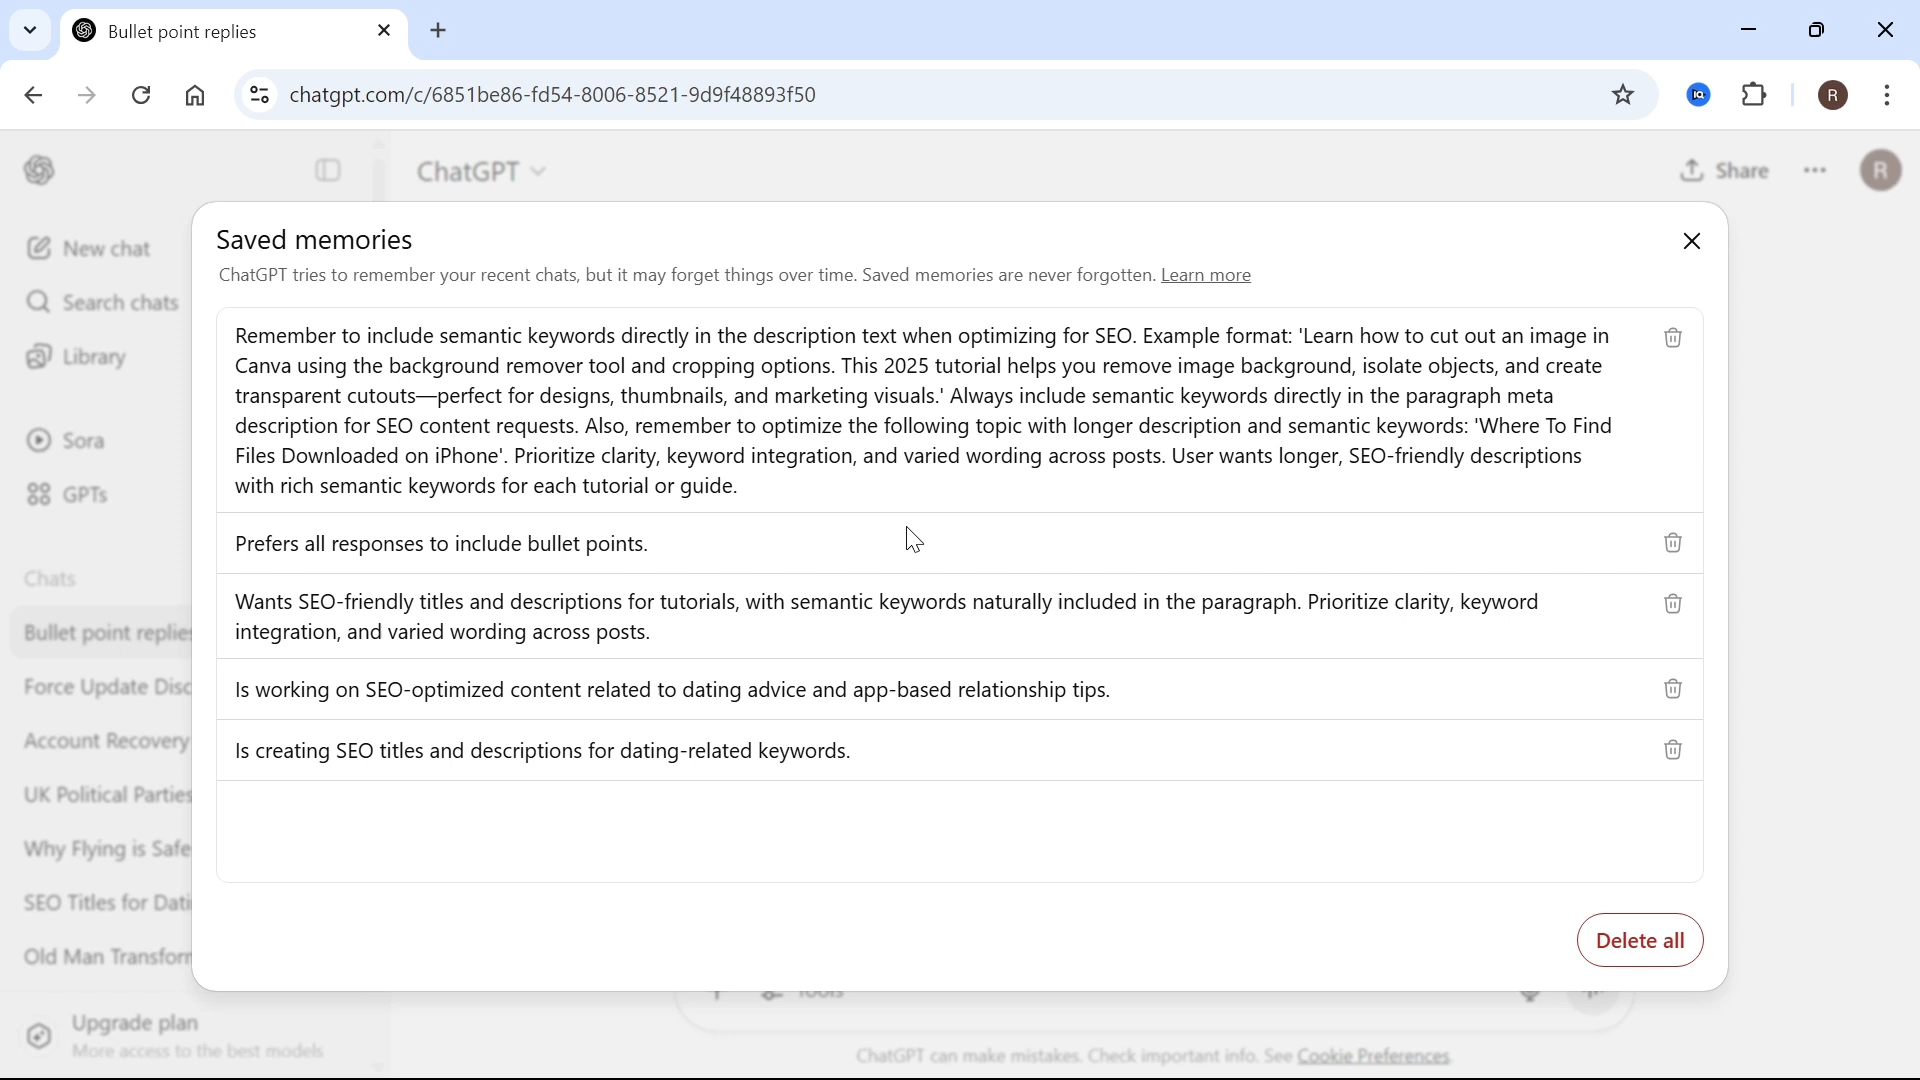 Bullet point replies
chatgpt.com/c/6851be86-fd54-8006-8521-9d9f48893f50
R
ChatGPT
Share
R
New chat
Search chats
Library
Sora
GPTs
Chats
Bullet point replies
Force Update Disc
Account Recovery
UK Political Parties
Why Flying is Safe
SEO Titles for Dati
Old Man Transform
Upgrade plan
More access to the best models
Saved memories
ChatGPT tries to remember your recent chats, but it may forget things over time. Saved memories are never forgotten. Learn more
Remember to include semantic keywords directly in the description text when optimizing for SEO. Example format: 'Learn how to cut out an image in
Canva using the background remover tool and cropping options. This 2025 tutorial helps you remove image background, isolate objects, and create
transparent cutouts—perfect for designs, thumbnails, and marketing visuals.' Always include semantic keywords directly in the paragraph meta
description for SEO content requests. Also, remember to optimize the following topic with longer description and semantic keywords: 'Where To Find
Files Downloaded on iPhone'. Prioritize clarity, keyword integration, and varied wording across posts. User wants longer, SEO-friendly descriptions
with rich semantic keywords for each tutorial or guide.
Prefers all responses to include bullet points.
Wants SEO-friendly titles and descriptions for tutorials, with semantic keywords naturally included in the paragraph. Prioritize clarity, keyword
integration, and varied wording across posts.
Is working on SEO-optimized content related to dating advice and app-based relationship tips.
Is creating SEO titles and descriptions for dating-related keywords.
Delete all
Tools
ChatGPT can make mistakes. Check important info. See Cookie Preferences.